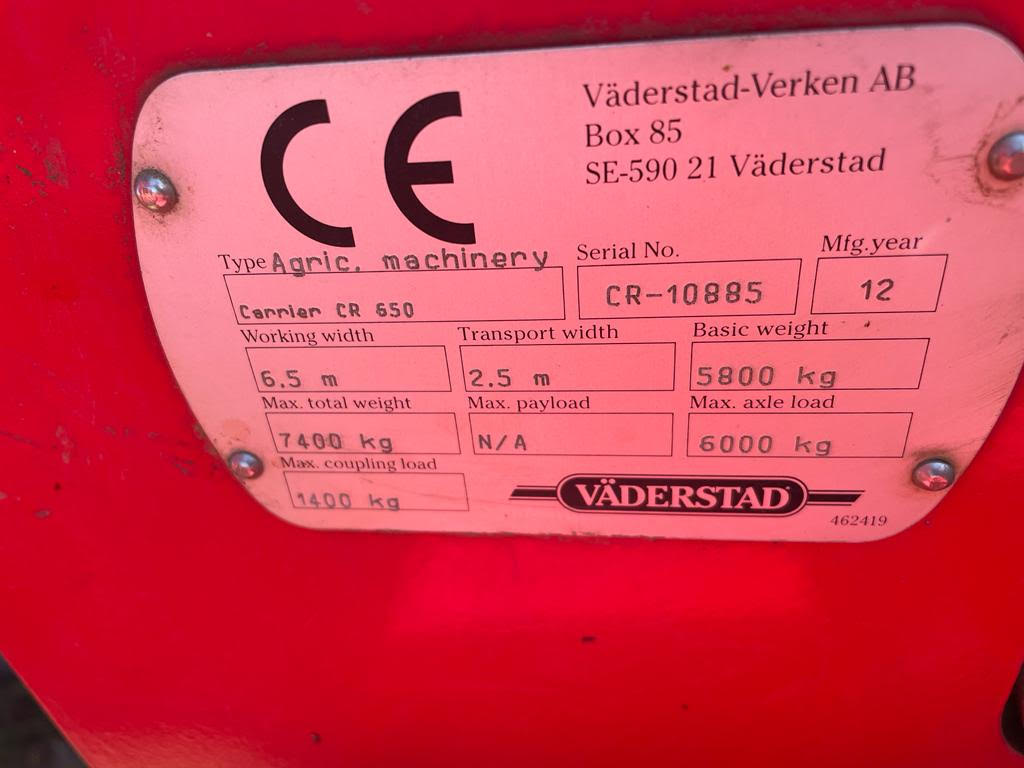 CE
Väderstad-Verken AB
Box 85
SE-590 21 Väderstad
Type Agric. machinery
Serial No.
Mfg.year
Carrier CR 650
CR-10885
12
Working width
Transport width
Basic weight
6.5 m
2.5 m
5800 kg
Max. total weight
Max. payload
Max. axle load
7400 kg
N/A
6000 kg
Max. coupling load
1400 kg
VÄDERSTAD
462419